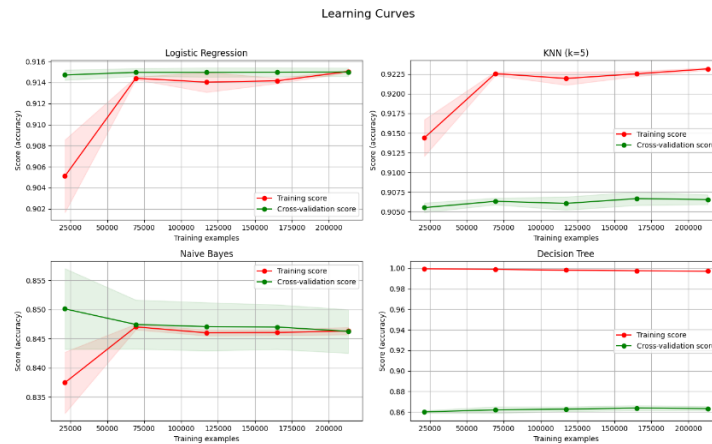 Learning Curves
Logistic Regression
0.916
0.914
0.912
0.910
0.908
0.906
0.904
0.902
Score (accuracy)
Training score
Cross-validation score
25000 50000 75000 100000 125000 150000 175000 200000
Training examples
KNN (k=5)
0.9225
0.9200
0.9175
0.9150
0.9125
0.9100
0.9075
0.9050
Score (accuracy)
Training score
Cross-validation score
25000 50000 75000 100000 125000 150000 175000 200000
Training examples
Naive Bayes
0.855
0.850
0.845
0.840
0.835
Score (accuracy)
Training score
Cross-validation score
25000 50000 75000 100000 125000 150000 175000 200000
Training examples
Decision Tree
1.00
0.98
0.96
0.94
0.92
0.90
0.88
0.86
Score (accuracy)
Training score
Cross-validation score
25000 50000 75000 100000 125000 150000 175000 200000
Training examples